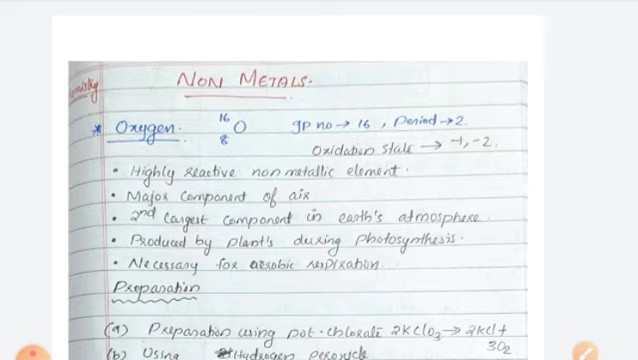 Chemistry
NON METALS.
* Oxygen. 16 8 O gp no → 16, Period → 2.
Oxidation state → -1, -2.
• Highly reactive non metallic element.
• Major Component of air
• 2nd largest component in earth's atmosphere.
• Produced by plant's during photosynthesis.
• Necessary for aerobic respiration.
Preparation
(a) Preparation using pot. chlorate 2KClO3 → 2KCl +
3O2
(b) Using Hydrogen peroxide